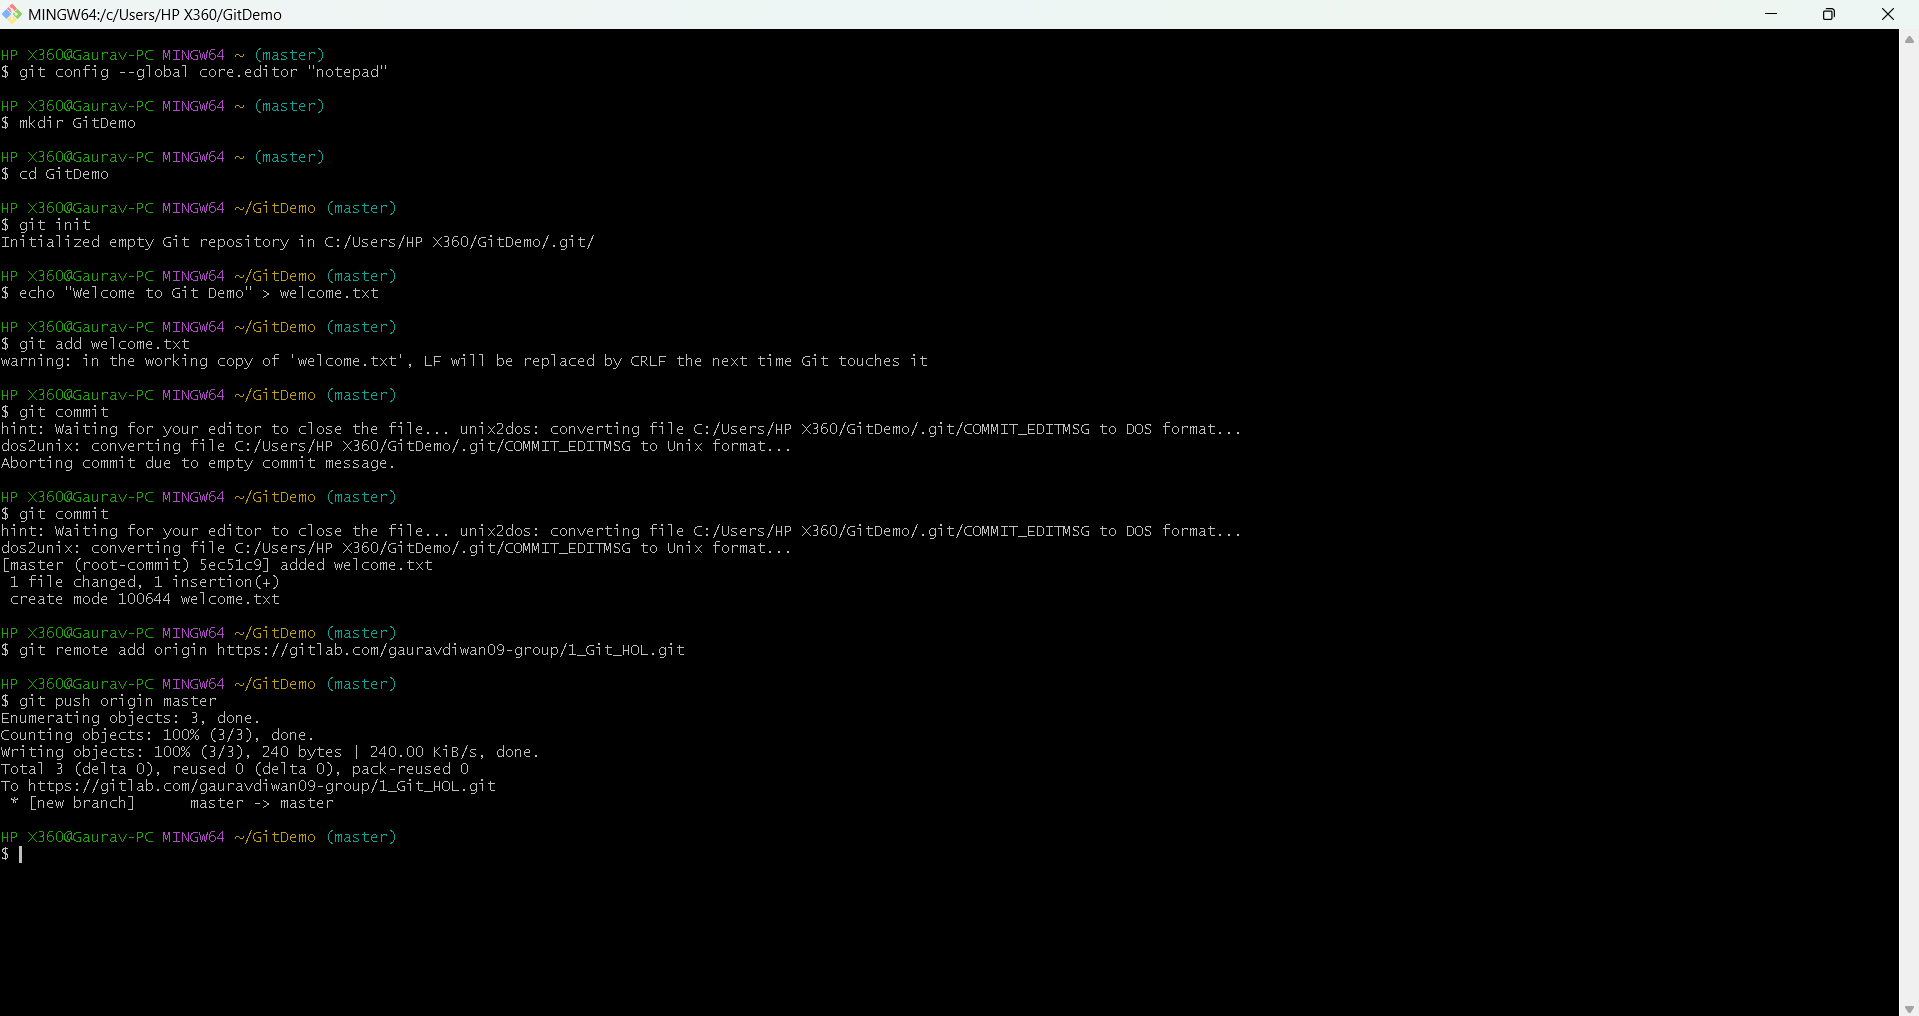 MINGW64:/c/Users/HP X360/GitDemo
HP X360@Gaurav-PC MINGW64 ~ (master)
$ git config --global core.editor "notepad"
HP X360@Gaurav-PC MINGW64 ~ (master)
$ mkdir GitDemo
HP X360@Gaurav-PC MINGW64 ~ (master)
$ cd GitDemo
HP X360@Gaurav-PC MINGW64 ~/GitDemo (master)
$ git init
Initialized empty Git repository in C:/Users/HP X360/GitDemo/.git/
HP X360@Gaurav-PC MINGW64 ~/GitDemo (master)
$ echo "Welcome to Git Demo" > welcome.txt
HP X360@Gaurav-PC MINGW64 ~/GitDemo (master)
$ git add welcome.txt
warning: in the working copy of 'welcome.txt', LF will be replaced by CRLF the next time Git touches it
HP X360@Gaurav-PC MINGW64 ~/GitDemo (master)
$ git commit
hint: Waiting for your editor to close the file... unix2dos: converting file C:/Users/HP X360/GitDemo/.git/COMMIT_EDITMSG to DOS format...
dos2unix: converting file C:/Users/HP X360/GitDemo/.git/COMMIT_EDITMSG to Unix format...
Aborting commit due to empty commit message.
HP X360@Gaurav-PC MINGW64 ~/GitDemo (master)
$ git commit
hint: Waiting for your editor to close the file... unix2dos: converting file C:/Users/HP X360/GitDemo/.git/COMMIT_EDITMSG to DOS format...
dos2unix: converting file C:/Users/HP X360/GitDemo/.git/COMMIT_EDITMSG to Unix format...
[master (root-commit) 5ec51c9] added welcome.txt
1 file changed, 1 insertion(+)
create mode 100644 welcome.txt
HP X360@Gaurav-PC MINGW64 ~/GitDemo (master)
$ git remote add origin https://gitlab.com/gauravdiwan09-group/1_Git_HOL.git
HP X360@Gaurav-PC MINGW64 ~/GitDemo (master)
$ git push origin master
Enumerating objects: 3, done.
Counting objects: 100% (3/3), done.
Writing objects: 100% (3/3), 240 bytes | 240.00 KiB/s, done.
Total 3 (delta 0), reused 0 (delta 0), pack-reused 0
To https://gitlab.com/gauravdiwan09-group/1_Git_HOL.git
* [new branch]      master -> master
HP X360@Gaurav-PC MINGW64 ~/GitDemo (master)
$